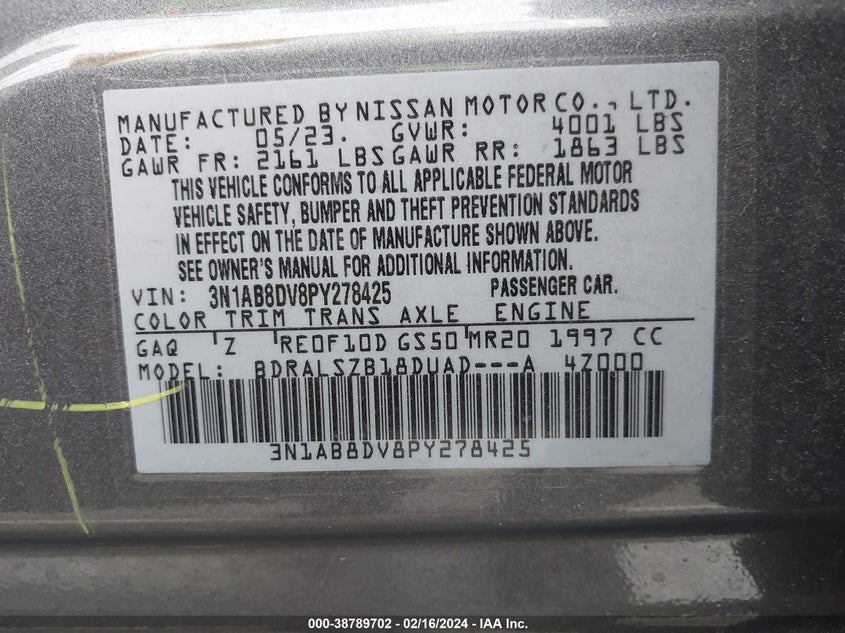 MANUFACTURED BY NISSAN MOTOR CO., LTD.
DATE: 05/23. GVWR: 4001 LBS
GAWR FR: 2161 LBS GAWR RR: 1863 LBS
THIS VEHICLE CONFORMS TO ALL APPLICABLE FEDERAL MOTOR
VEHICLE SAFETY, BUMPER AND THEFT PREVENTION STANDARDS
IN EFFECT ON THE DATE OF MANUFACTURE SHOWN ABOVE.
SEE OWNER'S MANUAL FOR ADDITIONAL INFORMATION.
VIN: 3N1AB8DV8PY278425 PASSENGER CAR.
COLOR TRIM TRANS AXLE ENGINE
GAQ Z RE0F10D GS50 MR20 1997 CC
MODEL: BDRALSZB18DUAD---A 4Z000
3N1AB8DV8PY278425
000-38789702 - 02/16/2024 - IAA Inc.